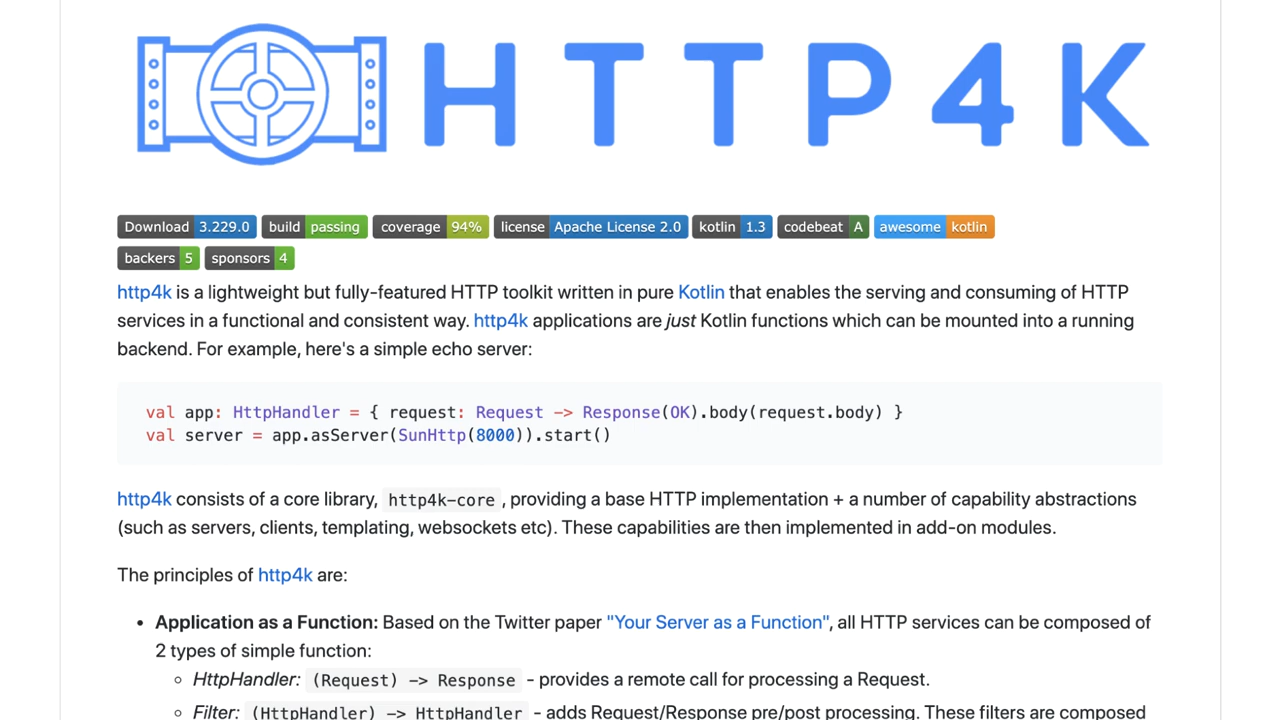 HTTP4K
Download 3.229.0 build passing coverage 94% license Apache License 2.0 kotlin 1.3 codebeat A awesome kotlin
backers 5 sponsors 4
http4k is a lightweight but fully-featured HTTP toolkit written in pure Kotlin that enables the serving and consuming of HTTP
services in a functional and consistent way. http4k applications are just Kotlin functions which can be mounted into a running
backend. For example, here's a simple echo server:
val app: HttpHandler = { request: Request -> Response(OK).body(request.body) }
val server = app.asServer(SunHttp(8000)).start()
http4k consists of a core library, http4k-core, providing a base HTTP implementation + a number of capability abstractions
(such as servers, clients, templating, websockets etc). These capabilities are then implemented in add-on modules.
The principles of http4k are:
• Application as a Function: Based on the Twitter paper "Your Server as a Function", all HTTP services can be composed of
2 types of simple function:
◦ HttpHandler: (Request) -> Response - provides a remote call for processing a Request.
◦ Filter: (HttpHandler) -> HttpHandler - adds Request/Response pre/post processing. These filters are composed